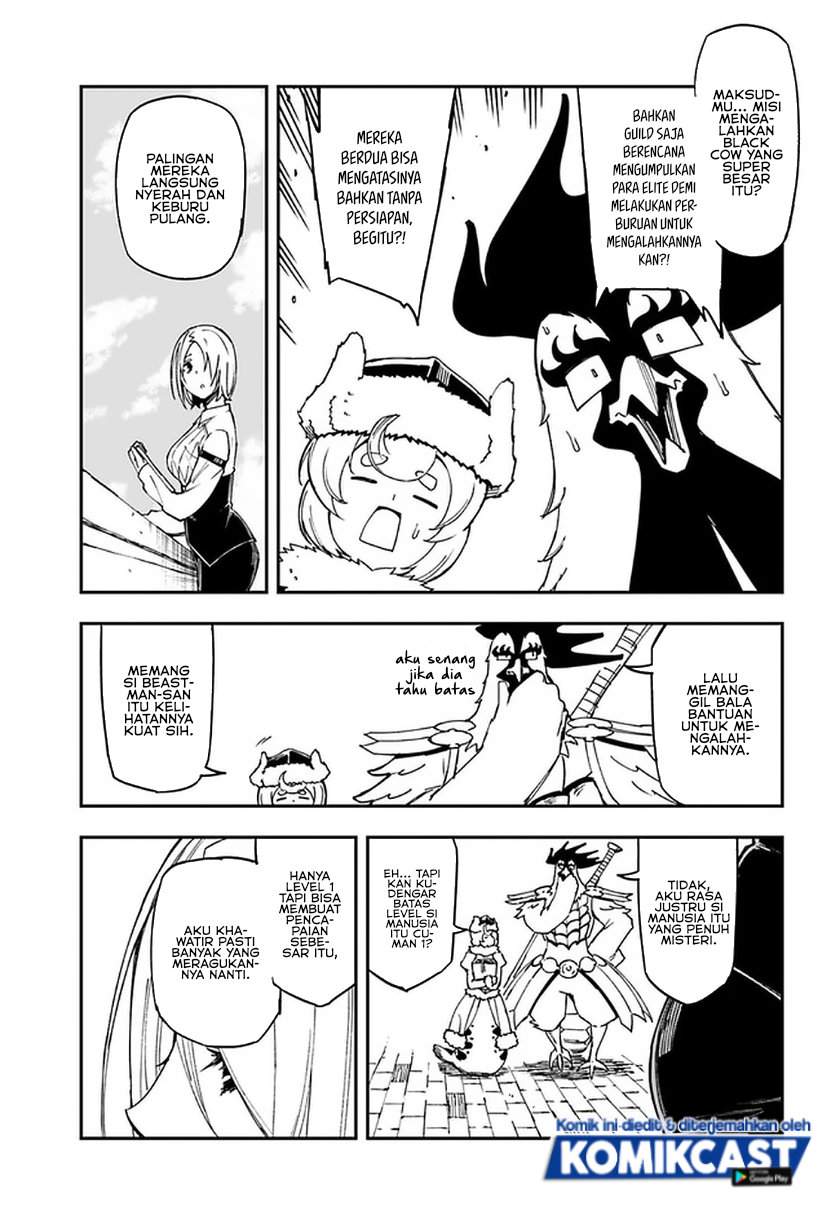 MAKSUD-
MU... MISI
MENGA-
LAHKAN
BLACK
COW YANG
SUPER
BESAR
ITU?
BAHKAN
GUILD SAJA
BERENCANA
MENGUMPULKAN
PARA ELITE DEMI
MELAKUKAN PER-
BURUAN UNTUK
MENGALAHKANNYA
KAN?!
MEREKA
BERDUA BISA
MENGATASINYA
BAHKAN TANPA
PERSIAPAN,
BEGITU?!
PALINGAN
MEREKA
LANGSUNG
NYERAH DAN
KEBURU
PULANG.
LALU
MEMANG-
GIL BALA
BANTUAN
UNTUK ME-
NGALAH-
KANNYA.
aku senang
jika dia
tahu batas
MEMANG
SI BEAST-
MAN-SAN
ITU KELI-
HATANNYA
KUAT SIH.
TIDAK,
AKU RASA
JUSTRU SI
MANUSIA ITU
YANG PENUH
MISTERI.
EH... TAPI
KAN KU-
DENGAR
BATAS
LEVEL SI
MANUSIA
ITU CU-
MAN 1?
HANYA
LEVEL 1
TAPI BISA
MEMBUAT
PENCA-
PAIAN
SEBE-
SAR ITU,
AKU KHA-
WATIR PASTI
BANYAK YANG
MERAGUKAN-
NYA NANTI.
Komik ini diedit & diterjemahkan oleh
KOMIKCAST
Google Play